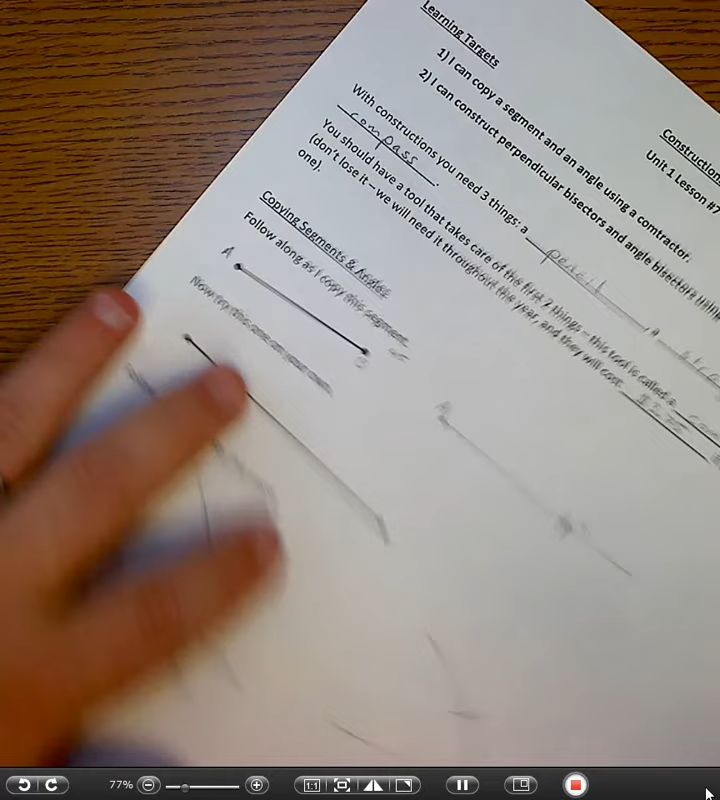 Construction
Unit 1 Lesson #7
Learning Targets
1) I can copy a segment and an angle using a comtractor.
2) I can construct perpendicular bisectors and angle bisectors
With constructions you need 3 things: a pencil, a
compass.
You should have a tool that takes care of the first 2 things – this tool is called a
(don't lose it – we will need it throughout the year, and they will cost
one).
Copying Segments & Angles
Follow along as I copy this segment.
A
Now try this one on your own
77%
1:1